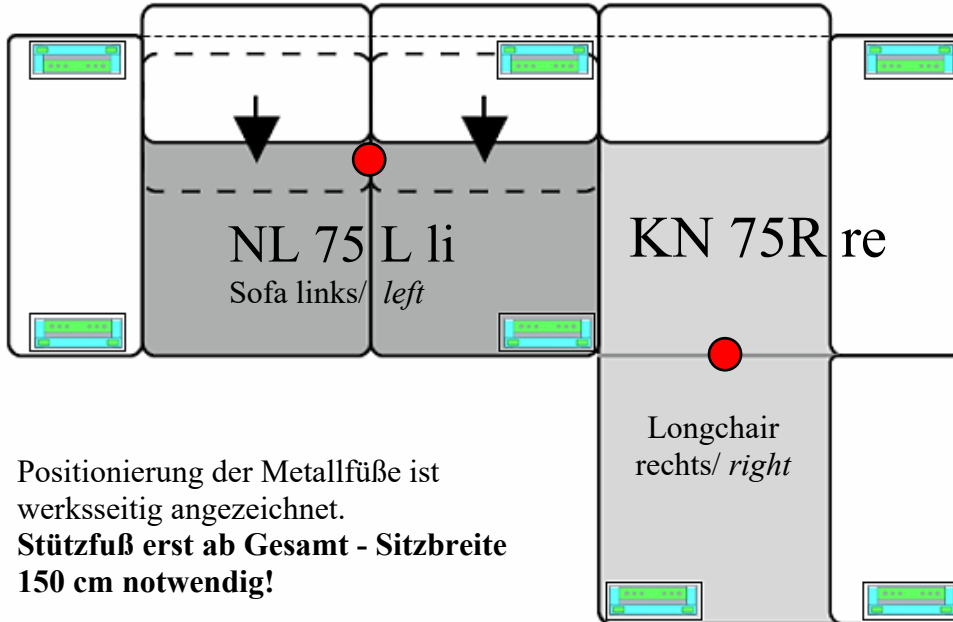 NL 75 L li
Sofa links/ left
KN 75R re
Longchair
rechts/ right
Positionierung der Metallfüße ist
werksseitig angezeichnet.
Stützfuß erst ab Gesamt - Sitzbreite
150 cm notwendig!